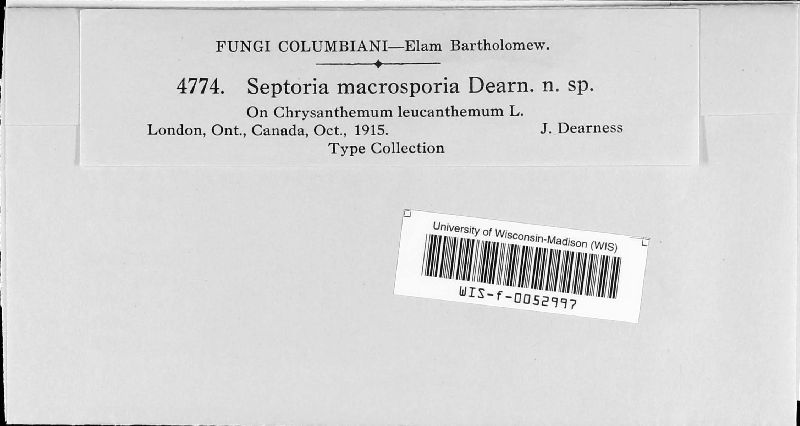 FUNGI COLUMBIANI—Elam Bartholomew.
4774. Septoria macrosporia Dearn. n. sp.
On Chrysanthemum leucanthemum L.
London, Ont., Canada, Oct., 1915. J. Dearness
Type Collection
University of Wisconsin-Madison (WIS)
WIS-f-0052997